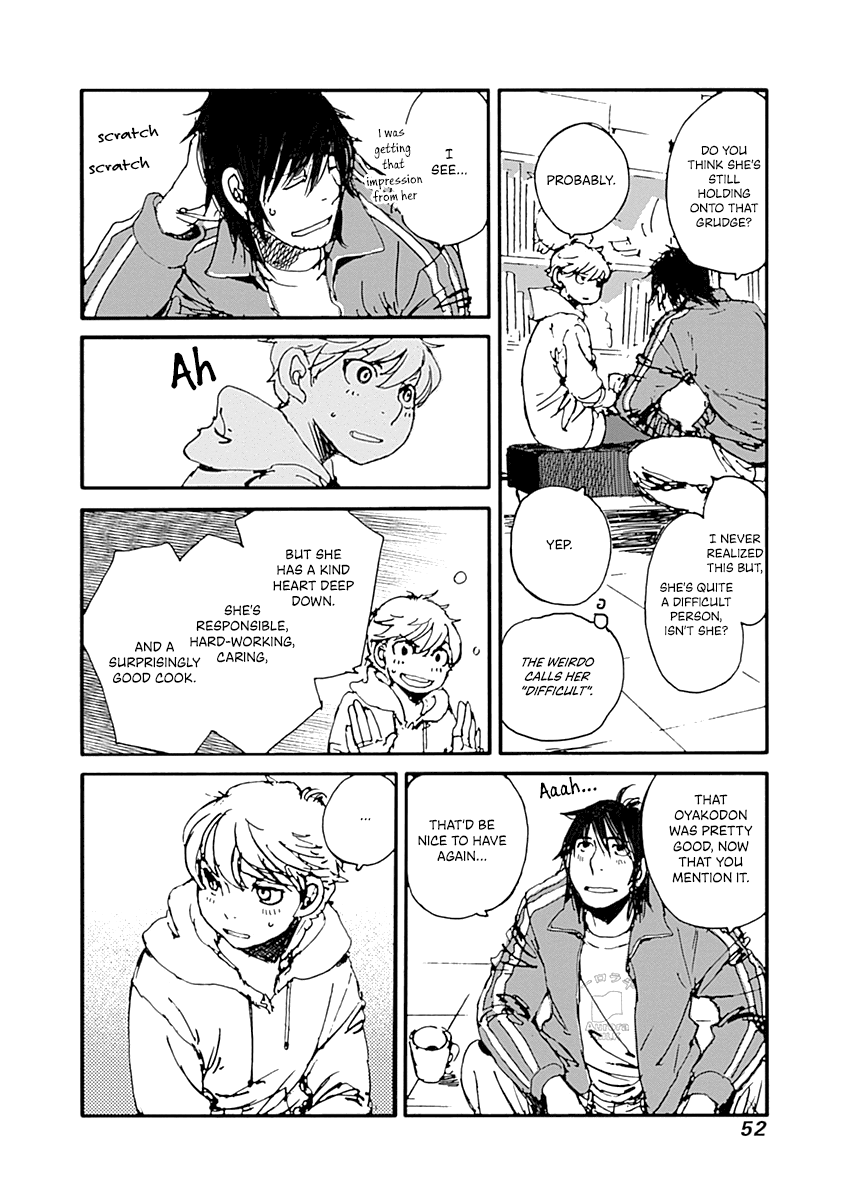 DO YOU
THINK SHE'S
STILL
HOLDING
ONTO THAT
GRUDGE?
PROBABLY.
I NEVER
REALIZED
THIS BUT,
SHE'S QUITE
A DIFFICULT
PERSON,
ISN'T SHE?
YEP.
THE WEIRDO
CALLS HER
"DIFFICULT".
I
SEE...
I was
getting
that
impression
from her
scratch
scratch
Ah
BUT SHE
HAS A KIND
HEART DEEP
DOWN.
SHE'S
RESPONSIBLE,
HARD-WORKING,
CARING,
AND A
SURPRISINGLY
GOOD COOK.
THAT
OYAKODON
WAS PRETTY
GOOD, NOW
THAT YOU
MENTION IT.
Aaah...
THAT'D BE
NICE TO HAVE
AGAIN...
Aurora
...
52